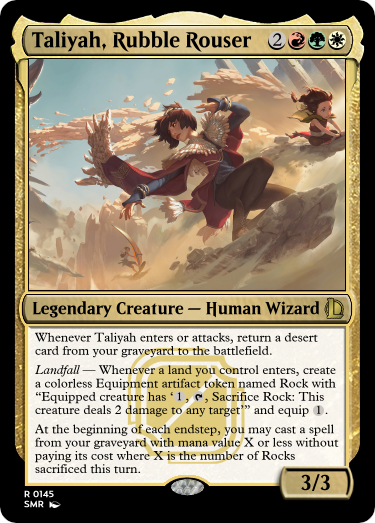 Taliyah, Rubble Rouser 2
Legendary Creature — Human Wizard
Whenever Taliyah enters or attacks, return a desert
card from your graveyard to the battlefield.
Landfall — Whenever a land you control enters, create
a colorless Equipment artifact token named Rock with
“Equipped creature has ‘1, , Sacrifice Rock: This
creature deals 2 damage to any target’” and equip 1.
At the beginning of each endstep, you may cast a spell
from your graveyard with mana value X or less without
paying its cost where X is the number of Rocks
sacrificed this turn.
3/3
R 0145
SMR